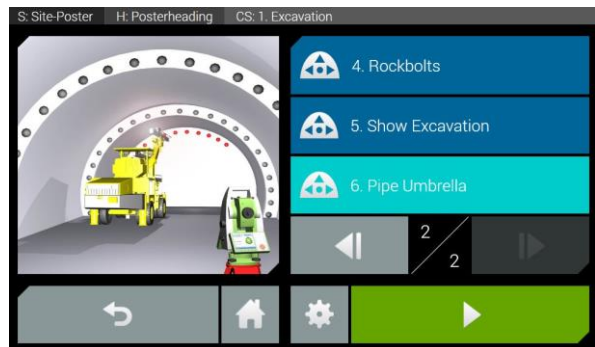 S: Site-Poster H: Posterheading CS: 1. Excavation
4. Rockbolts
5. Show Excavation
6. Pipe Umbrella
2
2